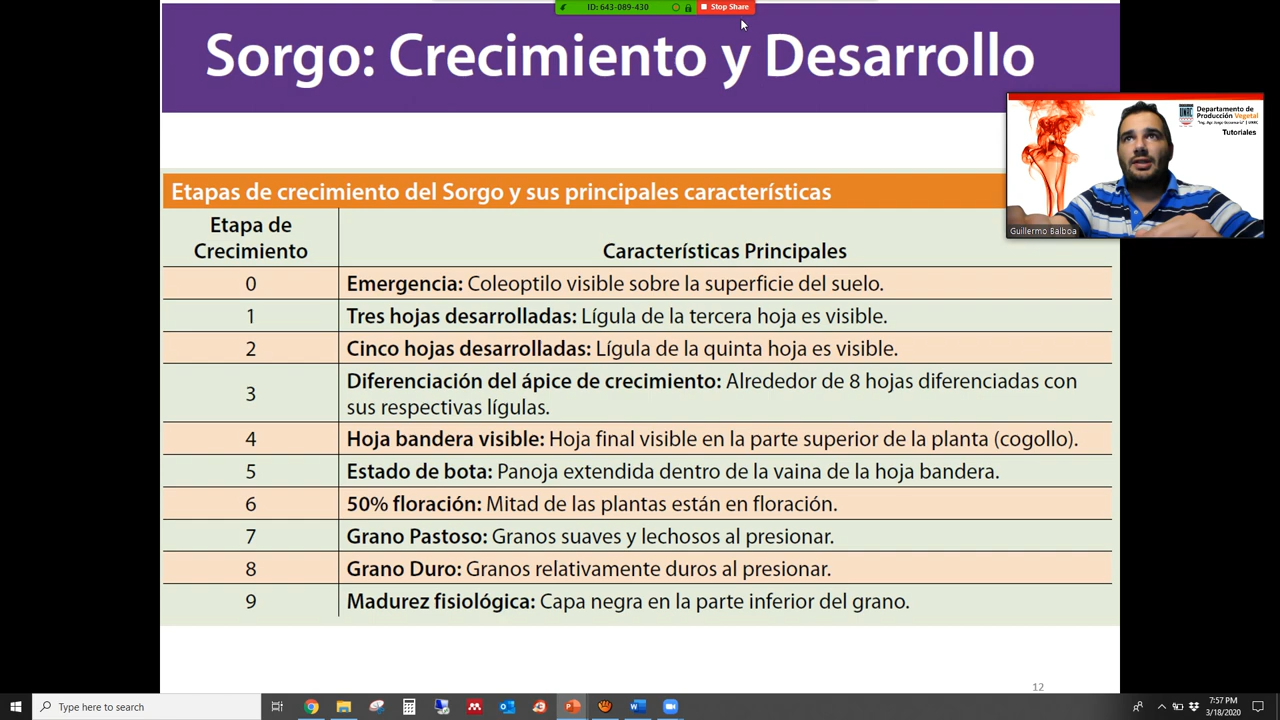 ID: 643-089-430
Stop Share
Sorgo: Crecimiento y Desarrollo
Departamento de
Producción Vegetal
Tutoriales
Guillermo Balboa
Etapas de crecimiento del Sorgo y sus principales características
Etapa de
Crecimiento
Características Principales
0 Emergencia: Coleoptilo visible sobre la superficie del suelo.
1 Tres hojas desarrolladas: Lígula de la tercera hoja es visible.
2 Cinco hojas desarrolladas: Lígula de la quinta hoja es visible.
3 Diferenciación del ápice de crecimiento: Alrededor de 8 hojas diferenciadas con
sus respectivas lígulas.
4 Hoja bandera visible: Hoja final visible en la parte superior de la planta (cogollo).
5 Estado de bota: Panoja extendida dentro de la vaina de la hoja bandera.
6 50% floración: Mitad de las plantas están en floración.
7 Grano Pastoso: Granos suaves y lechosos al presionar.
8 Grano Duro: Granos relativamente duros al presionar.
9 Madurez fisiológica: Capa negra en la parte inferior del grano.
12
Type here to search
7:57 PM
3/18/2020